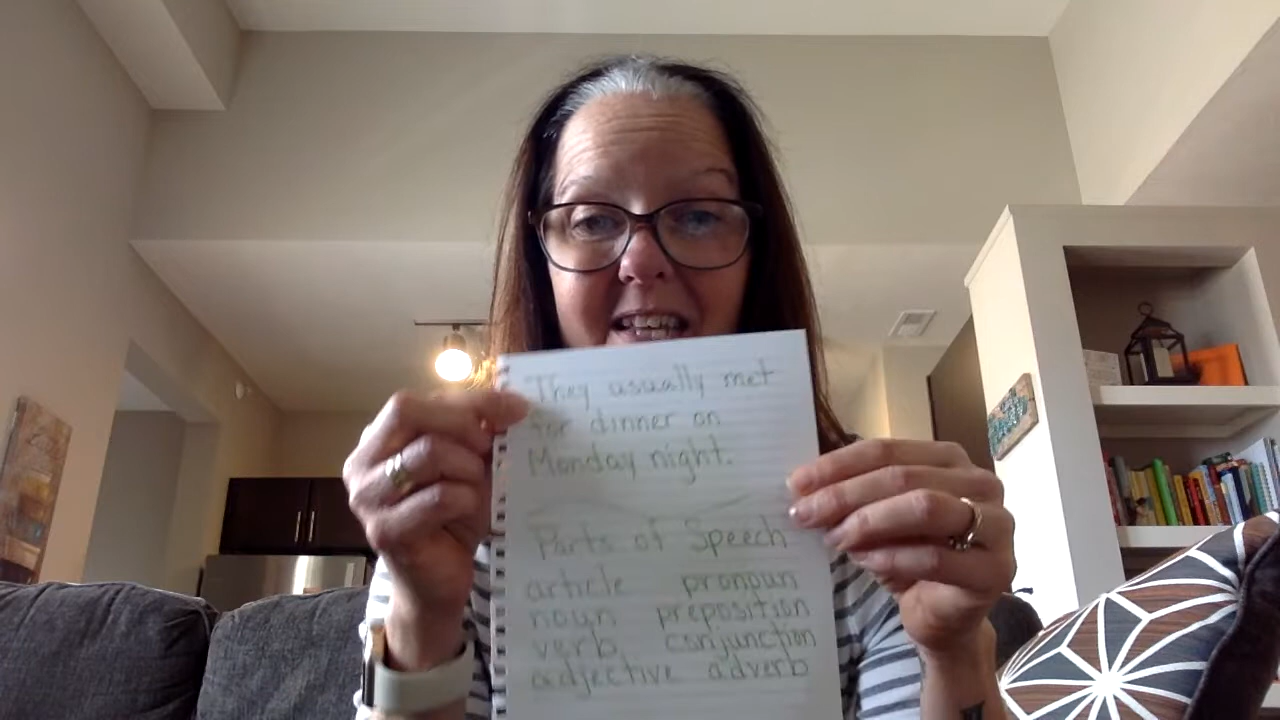 They usually met
for dinner on
Monday night.
Parts of Speech
article pronoun
noun preposition
verb conjunction
adjective adverb